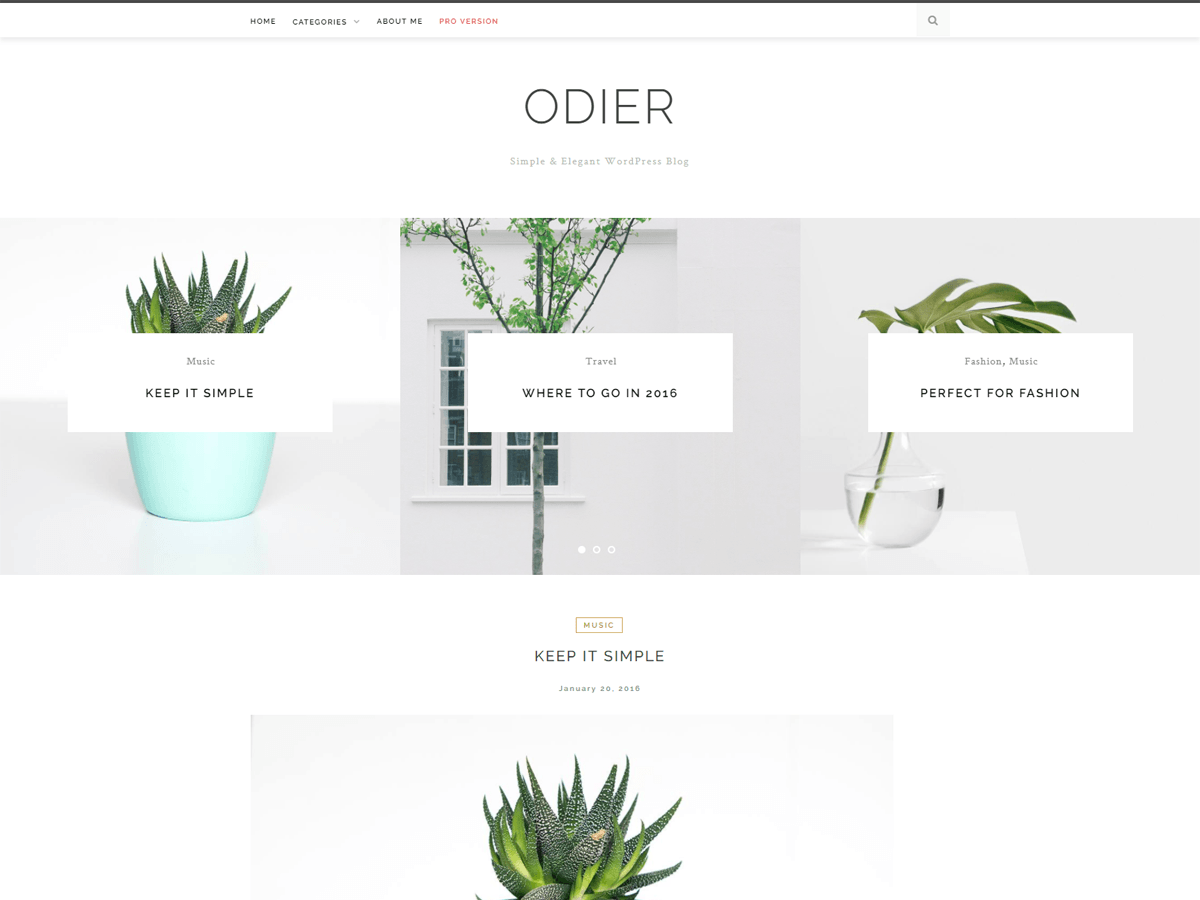 HOME CATEGORIES ABOUT ME PRO VERSION
ODIER
Simple & Elegant WordPress Blog
Music
KEEP IT SIMPLE
Travel
WHERE TO GO IN 2016
Fashion, Music
PERFECT FOR FASHION
MUSIC
KEEP IT SIMPLE
January 20, 2016